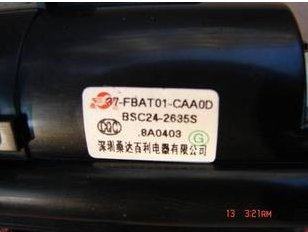 37-FBAT01-CAA0D
BSC24-2635S
CQC .8A0403 G
深圳桑达百利电器有限公司
13 3:21AM